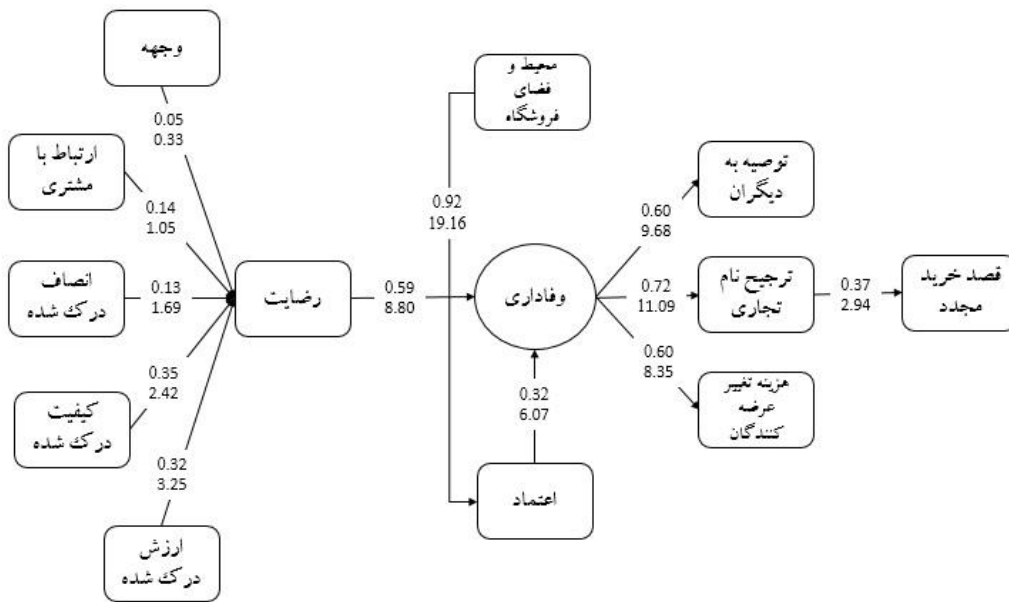 وجهه
0.05
0.33
ارتباط با
مشتری
0.14
1.05
انصاف
درک شده
0.13
1.69
کیفیت
درک شده
0.35
2.42
ارزش
درک شده
0.32
3.25
رضایت
0.59
8.80
محیط و
فضای
فروشگاه
0.92
19.16
وفاداری
0.32
6.07
اعتماد
0.60
9.68
توصیه به
دیگران
0.72
11.09
ترجیح نام
تجاری
0.37
2.94
قصد خرید
مجدد
0.60
8.35
هزینه تغییر
عرضه
کنندگان